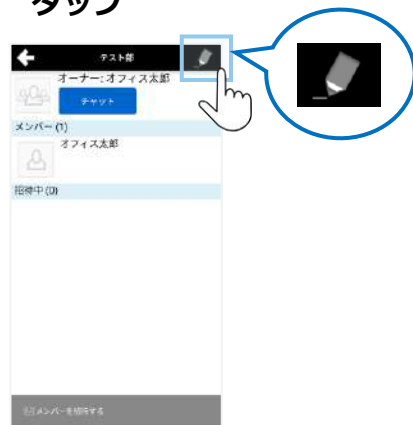 タップ
テスト部
オーナー: オフィス太郎
チャット
メンバー (1)
オフィス太郎
招待中 (0)
メンバーを招待する